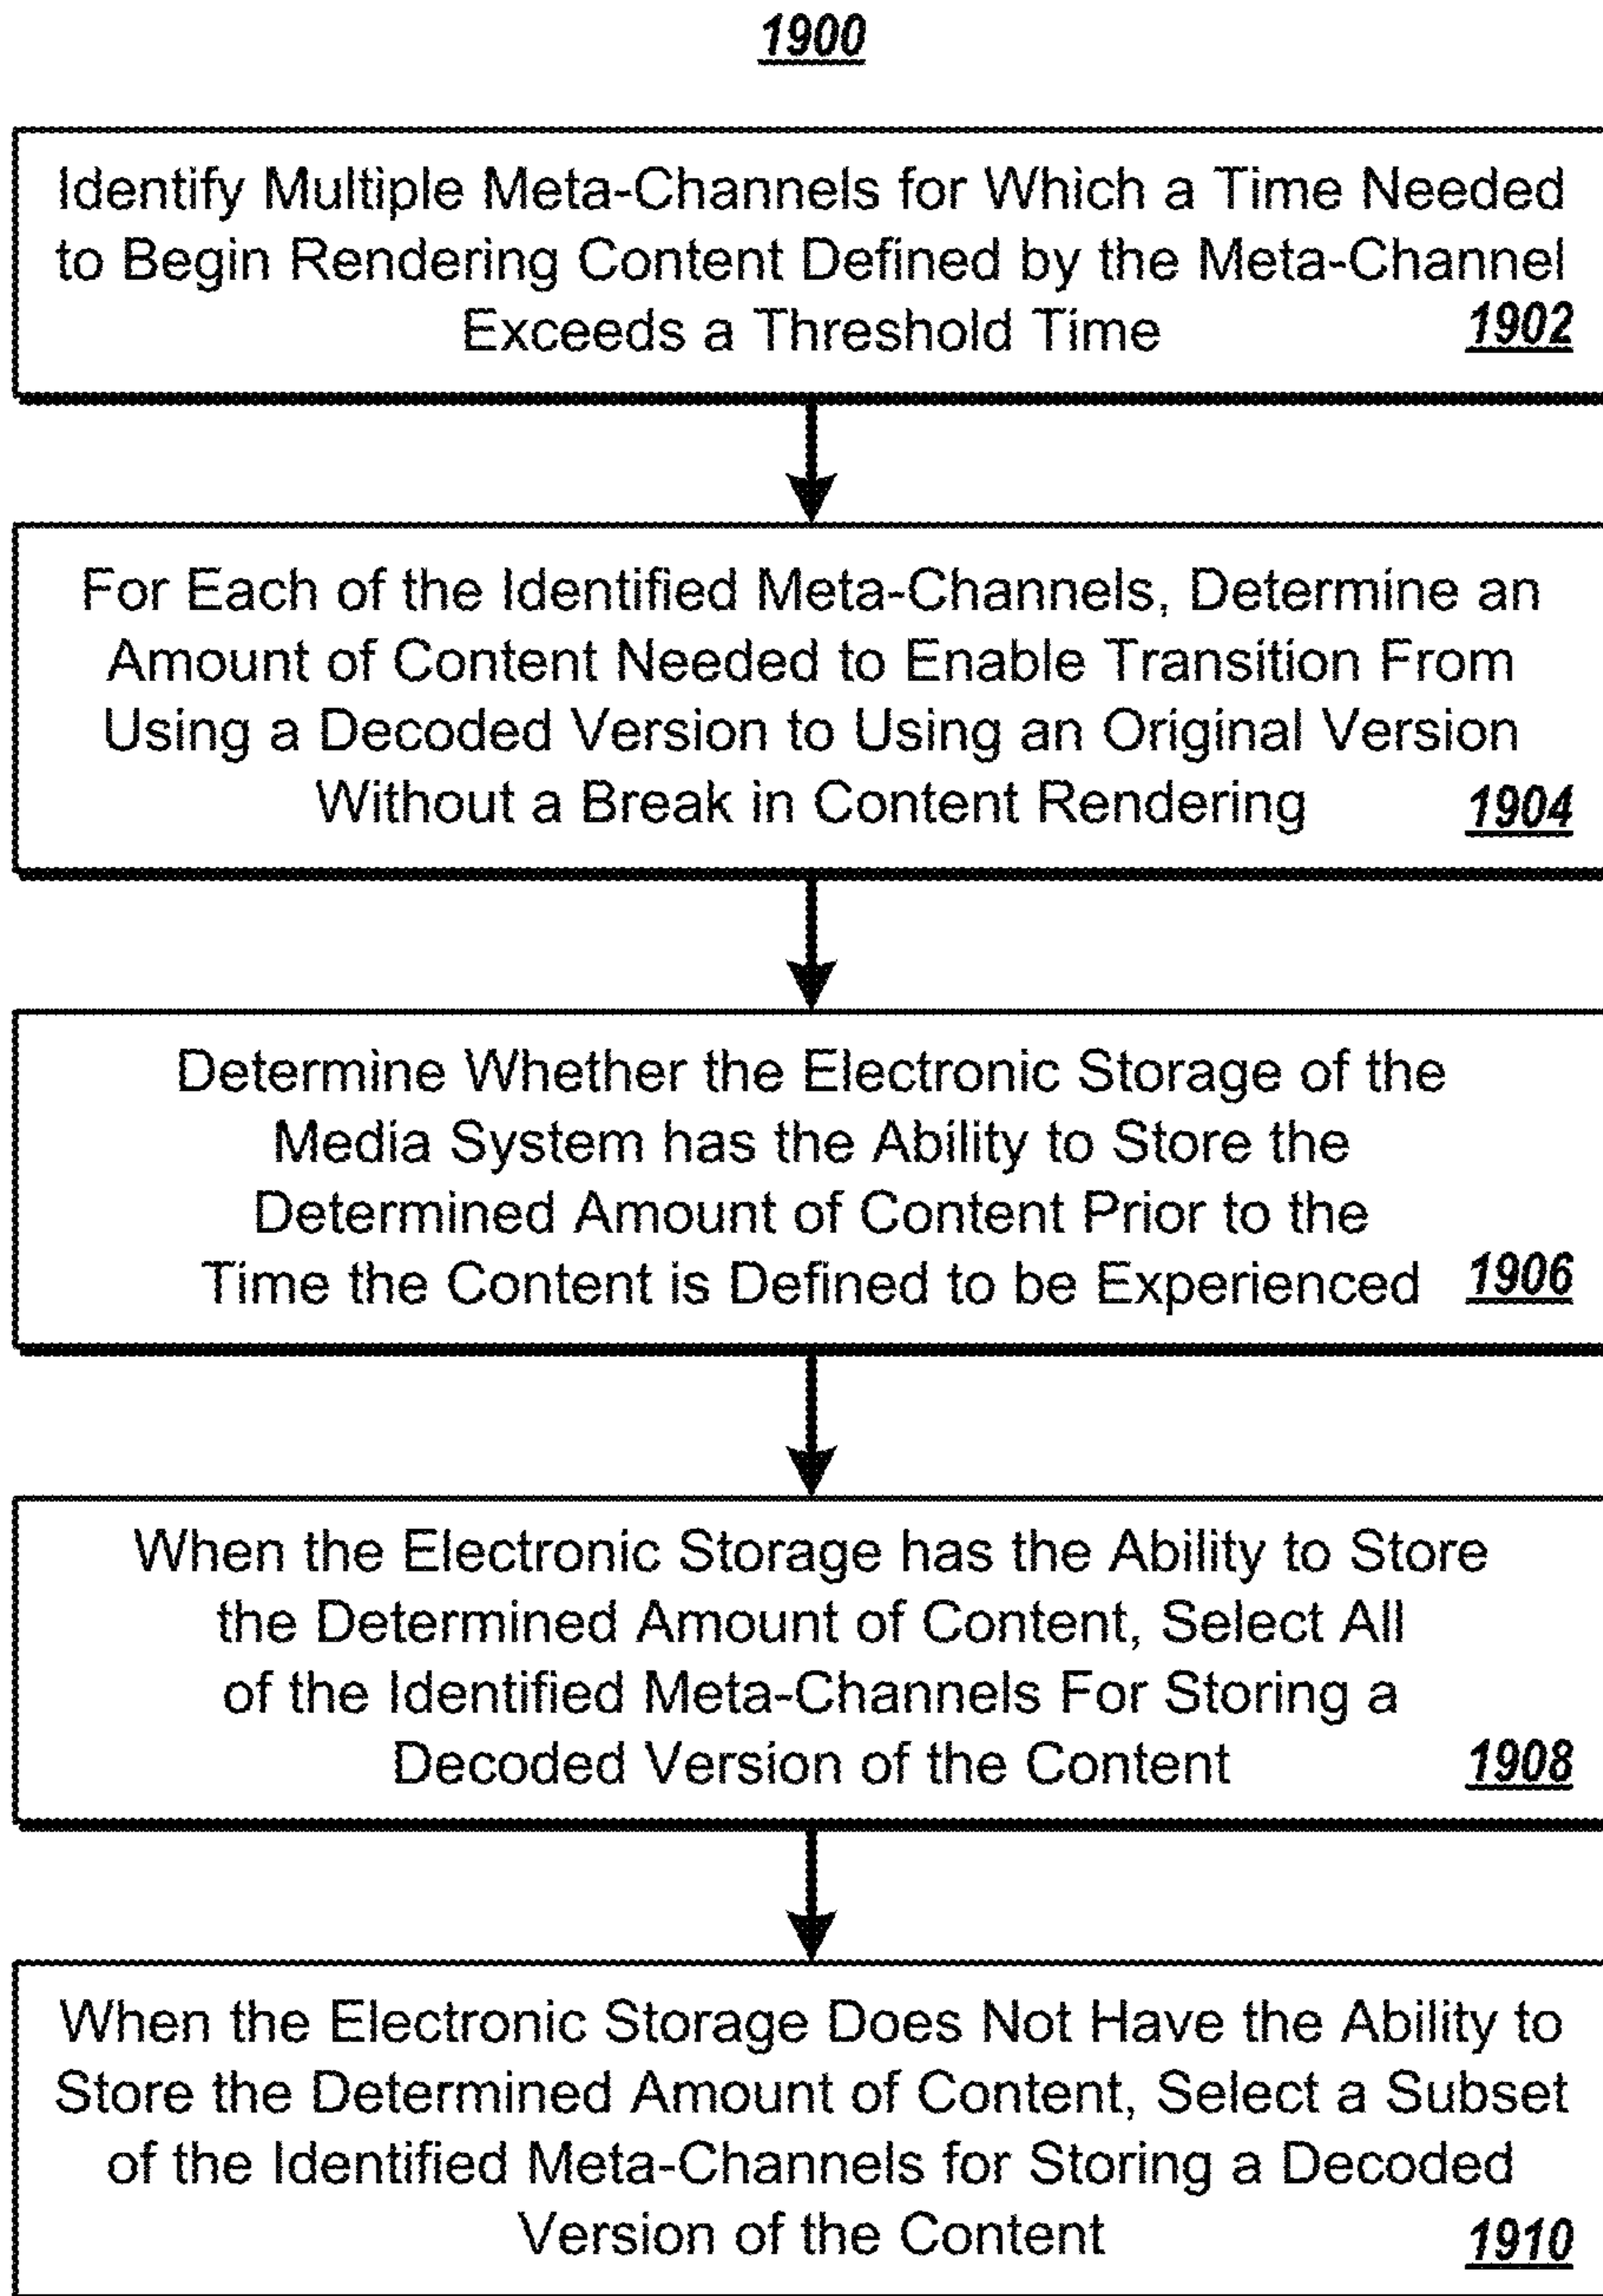 1900
Identify Multiple Meta-Channels for Which a Time Needed
to Begin Rendering Content Defined by the Meta-Channel
Exceeds a Threshold Time 1902
For Each of the Identified Meta-Channels, Determine an
Amount of Content Needed to Enable Transition From
Using a Decoded Version to Using an Original Version
Without a Break in Content Rendering 1904
Determine Whether the Electronic Storage of the
Media System has the Ability to Store the
Determined Amount of Content Prior to the
Time the Content is Defined to be Experienced 1906
When the Electronic Storage has the Ability to Store
the Determined Amount of Content, Select All
of the Identified Meta-Channels For Storing a
Decoded Version of the Content 1908
When the Electronic Storage Does Not Have the Ability to
Store the Determined Amount of Content, Select a Subset
of the Identified Meta-Channels for Storing a Decoded
Version of the Content 1910